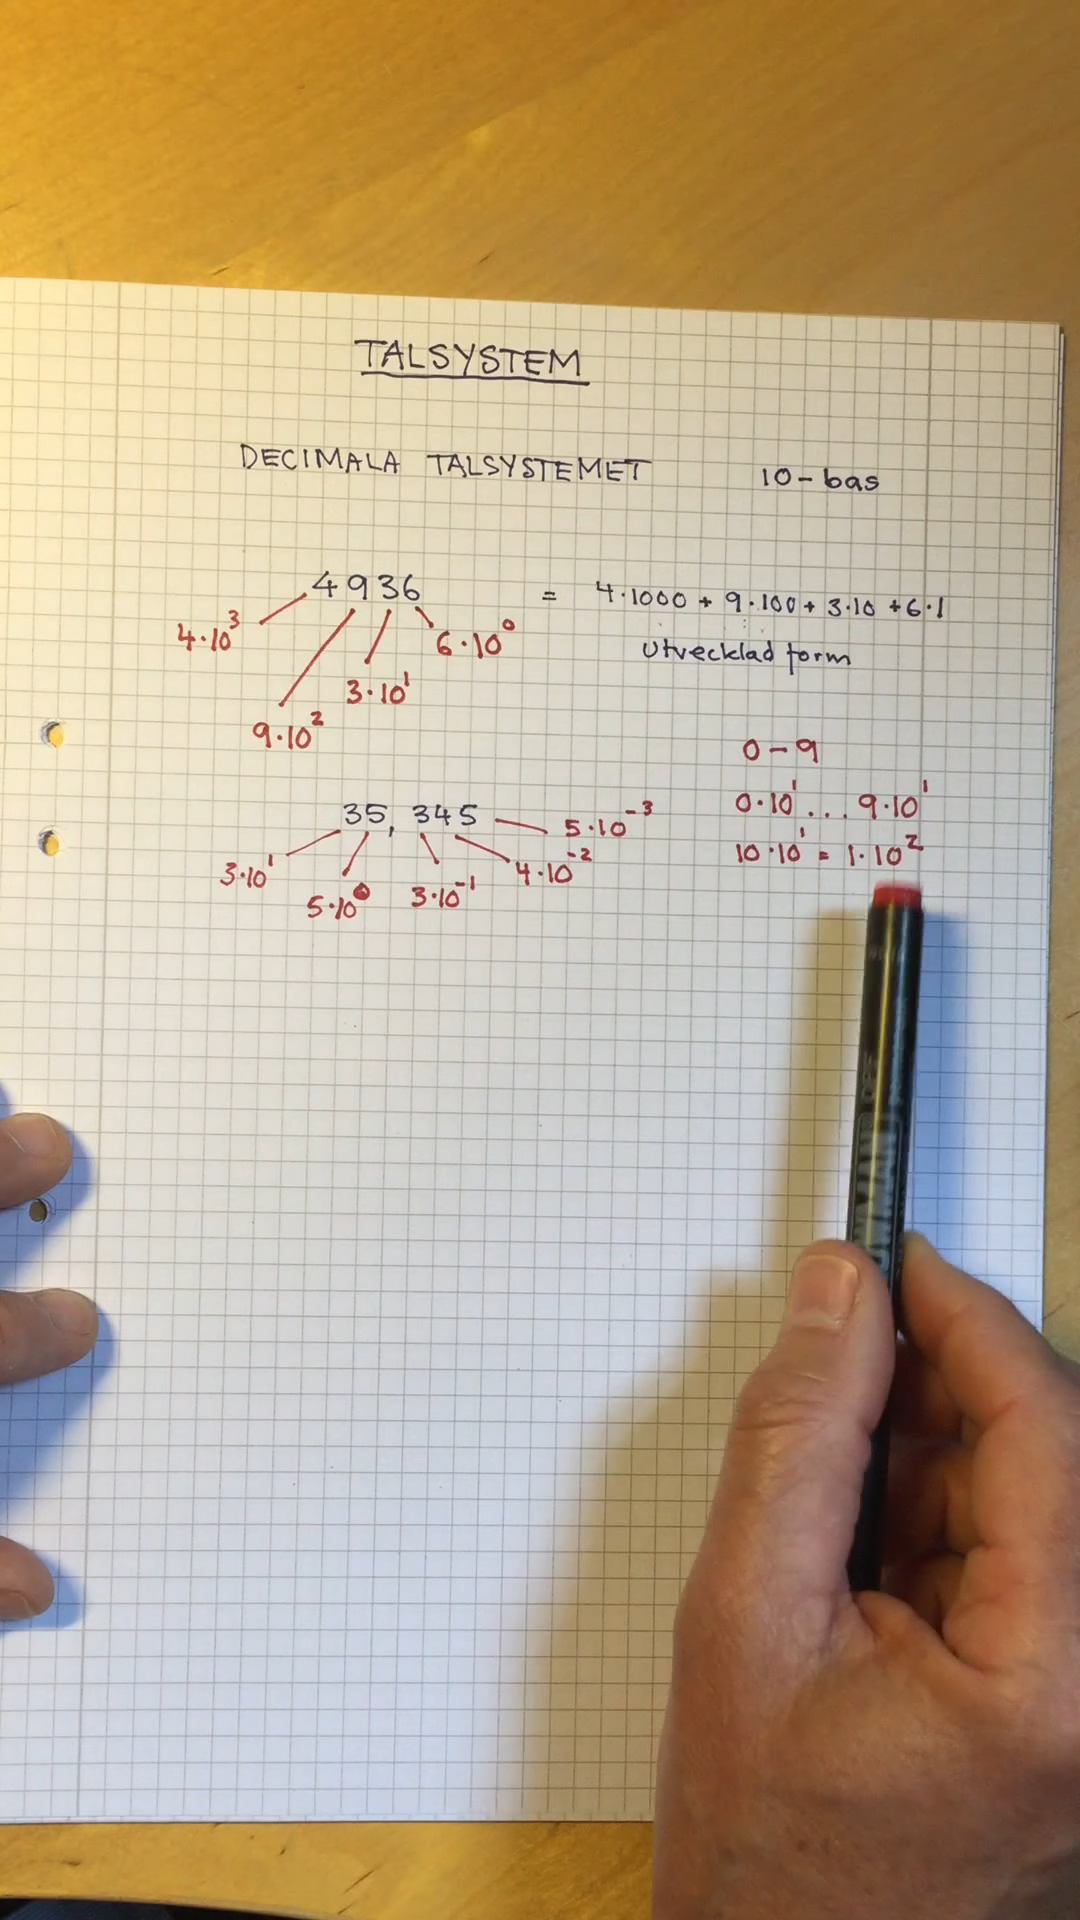 TALSYSTEM
DECIMALA TALSYSTEMET 10-bas
4936 = 4·1000 + 9·100 + 3·10 + 6·1
4·10³ 6·10⁰ utvecklad form
3·10¹
9·10²
0-9
35,345 5·10⁻³ 0·10¹...9·10¹
3·10¹ 5·10⁰ 3·10⁻¹ 4·10⁻² 10·10¹ = 1·10²